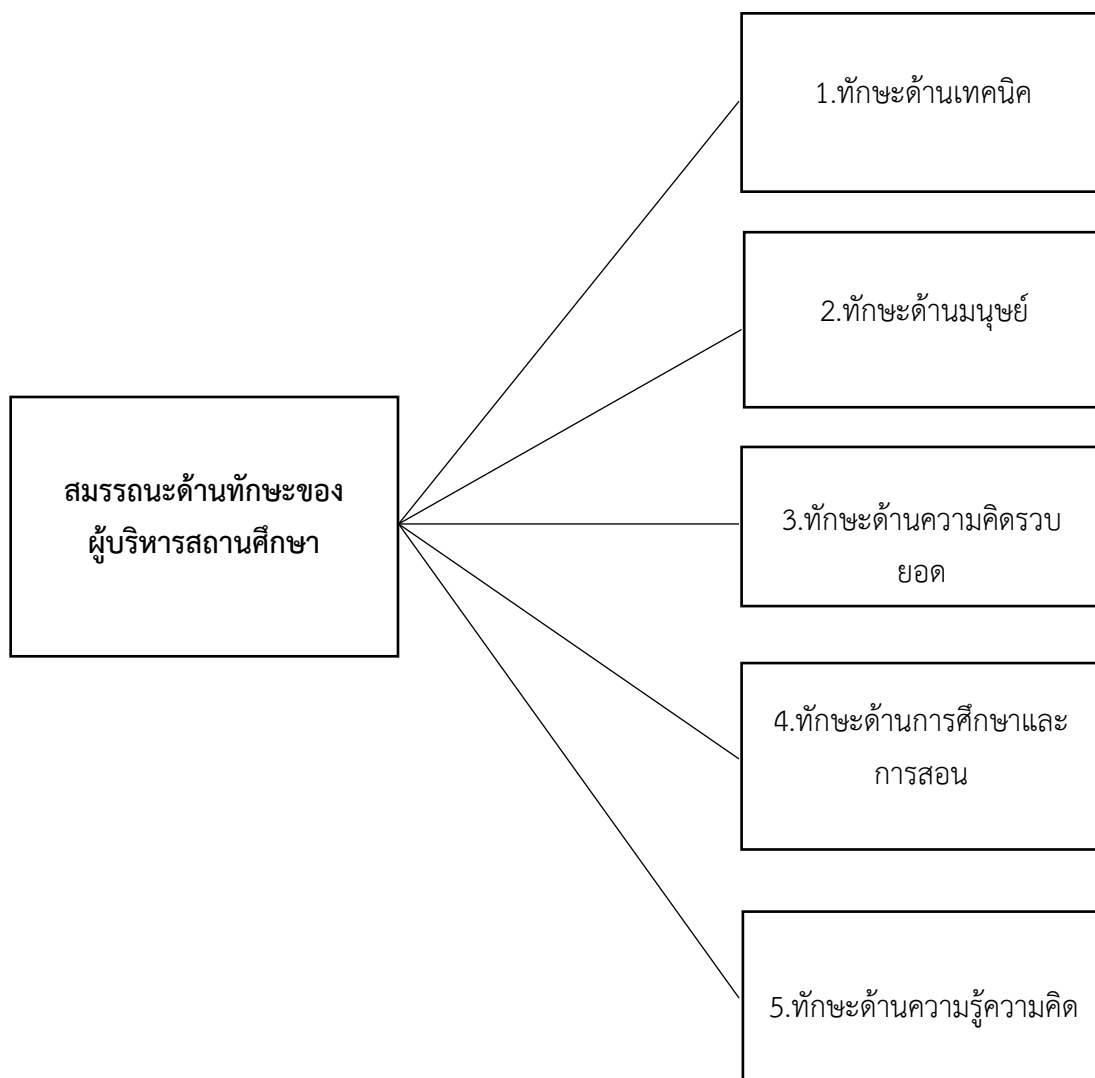 1.ทักษะด้านเทคนิค
2.ทักษะด้านมนุษย์
สมรรถนะด้านทักษะของ
ผู้บริหารสถานศึกษา
3.ทักษะด้านความคิดรวบ
ยอด
4.ทักษะด้านการศึกษาและ
การสอน
5.ทักษะด้านความรู้ความคิด